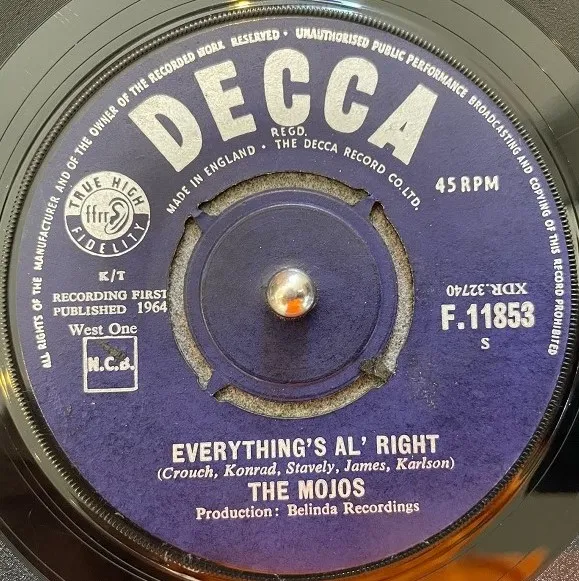 ALL RIGHTS OF THE MANUFACTURER AND OF THE OWNER OF THE RECORDED WORK RESERVED · UNAUTHORISED PUBLIC PERFORMANCE BROADCASTING AND COPYING OF THIS RECORD PROHIBITED
DECCA
REGD.
MADE IN ENGLAND · THE DECCA RECORD CO. LTD.
45 RPM
TRUE HIGH
ffrr
FIDELITY
K/T
RECORDING FIRST
PUBLISHED 1964
West One
N.C.B.
XDR.32740
F.11853
S
EVERYTHING'S AL' RIGHT
(Crouch, Konrad, Stavely, James, Karlson)
THE MOJOS
Production: Belinda Recordings